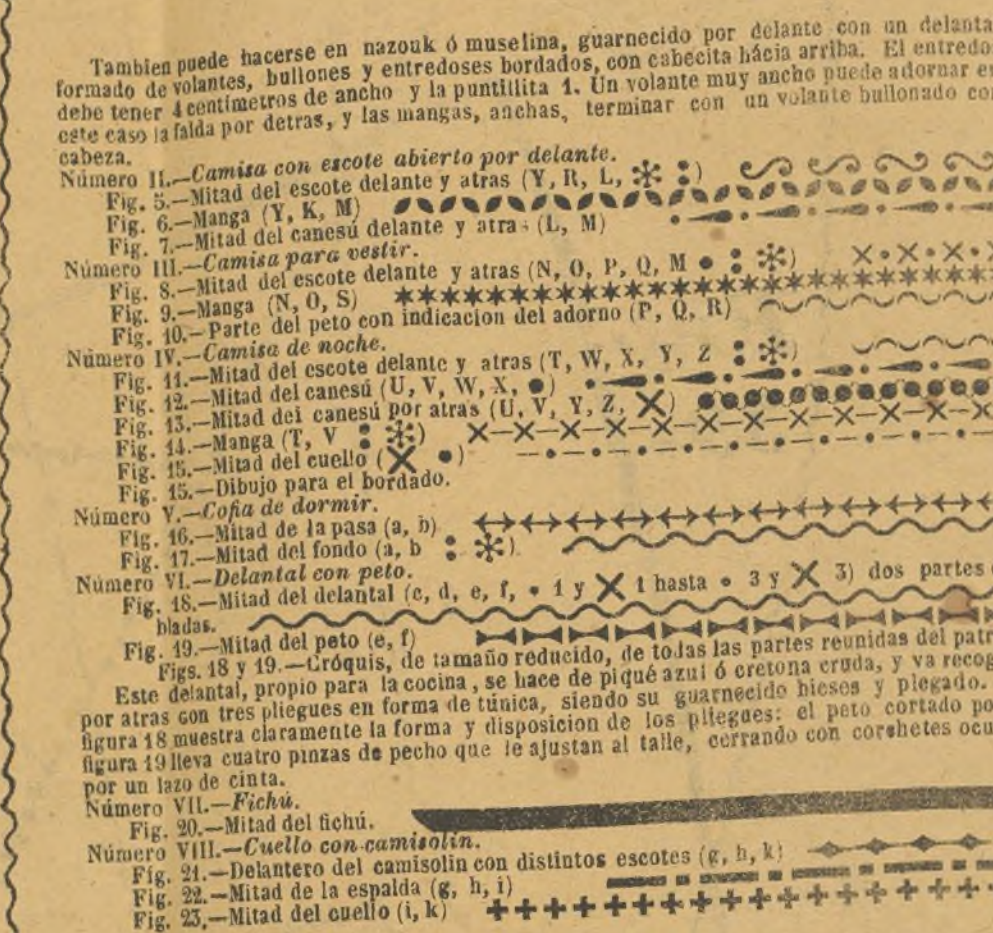 Tambien puede hacerse en nazouk ó muselina, guarnecido por delante con un delanta
formado de volantes, bullones y entredoses bordados, con cabecita hácia arriba. El entredos
debe tener 4 centímetros de ancho y la puntillita 1. Un volante muy ancho puede adornar en
este caso la falda por detras, y las mangas, anchas, terminar con un volante bullonado con
cabeza.
Número II.—Camisa con escote abierto por delante.
Fig. 5.—Mitad del escote delante y atras (Y, R, L, )
Fig. 6.—Manga (Y, K, M)
Fig. 7.—Mitad del canesú delante y atras (L, M)
Número III.—Camisa para vestir.
Fig. 8.—Mitad del escote delante y atras (N, O, P, Q, M )
Fig. 9.—Manga (N, O, S)
Fig. 10.—Parte del peto con indicacion del adorno (P, Q, R)
Número IV.—Camisa de noche.
Fig. 11.—Mitad del escote delante y atras (T, W, X, Y, Z )
Fig. 12.—Mitad del canesú (U, V, W, X, ●)
Fig. 13.—Mitad del canesú por atras (U, V, Y, Z, X)
Fig. 14.—Manga (T, V )
Fig. 15.—Mitad del cuello (X ●)
Fig. 15.—Dibujo para el bordado.
Número V.—Cofia de dormir.
Fig. 16.—Mitad de la pasa (a, b)
Fig. 17.—Mitad del fondo (a, b )
Número VI.—Delantal con peto.
Fig. 18.—Mitad del delantal (c, d, e, f, • 1 y X 1 hasta • 3 y X 3) dos partes
bladas.
Fig. 19.—Mitad del peto (e, f)
Figs. 18 y 19.—Cróquis, de tamaño reducido, de todas las partes reunidas del patr
Este delantal, propio para la cocina, se hace de piqué azul ó cretona cruda, y va recog
por atras con tres pliegues en forma de túnica, siendo su guarnecido bieses y plegado.
figura 18 muestra claramente la forma y disposicion de los pliegues: el peto cortado po
figura 19 lleva cuatro pinzas de pecho que le ajustan al talle, cerrando con corchetes ocu
por un lazo de cinta.
Número VII.—Fichú.
Fig. 20.—Mitad del fichú.
Número VIII.—Cuello con camisolin.
Fig. 21.—Delantero del camisolin con distintos escotes (g, h, k)
Fig. 22.—Mitad de la espalda (g, h, i)
Fig. 23.—Mitad del cuello (i, k)